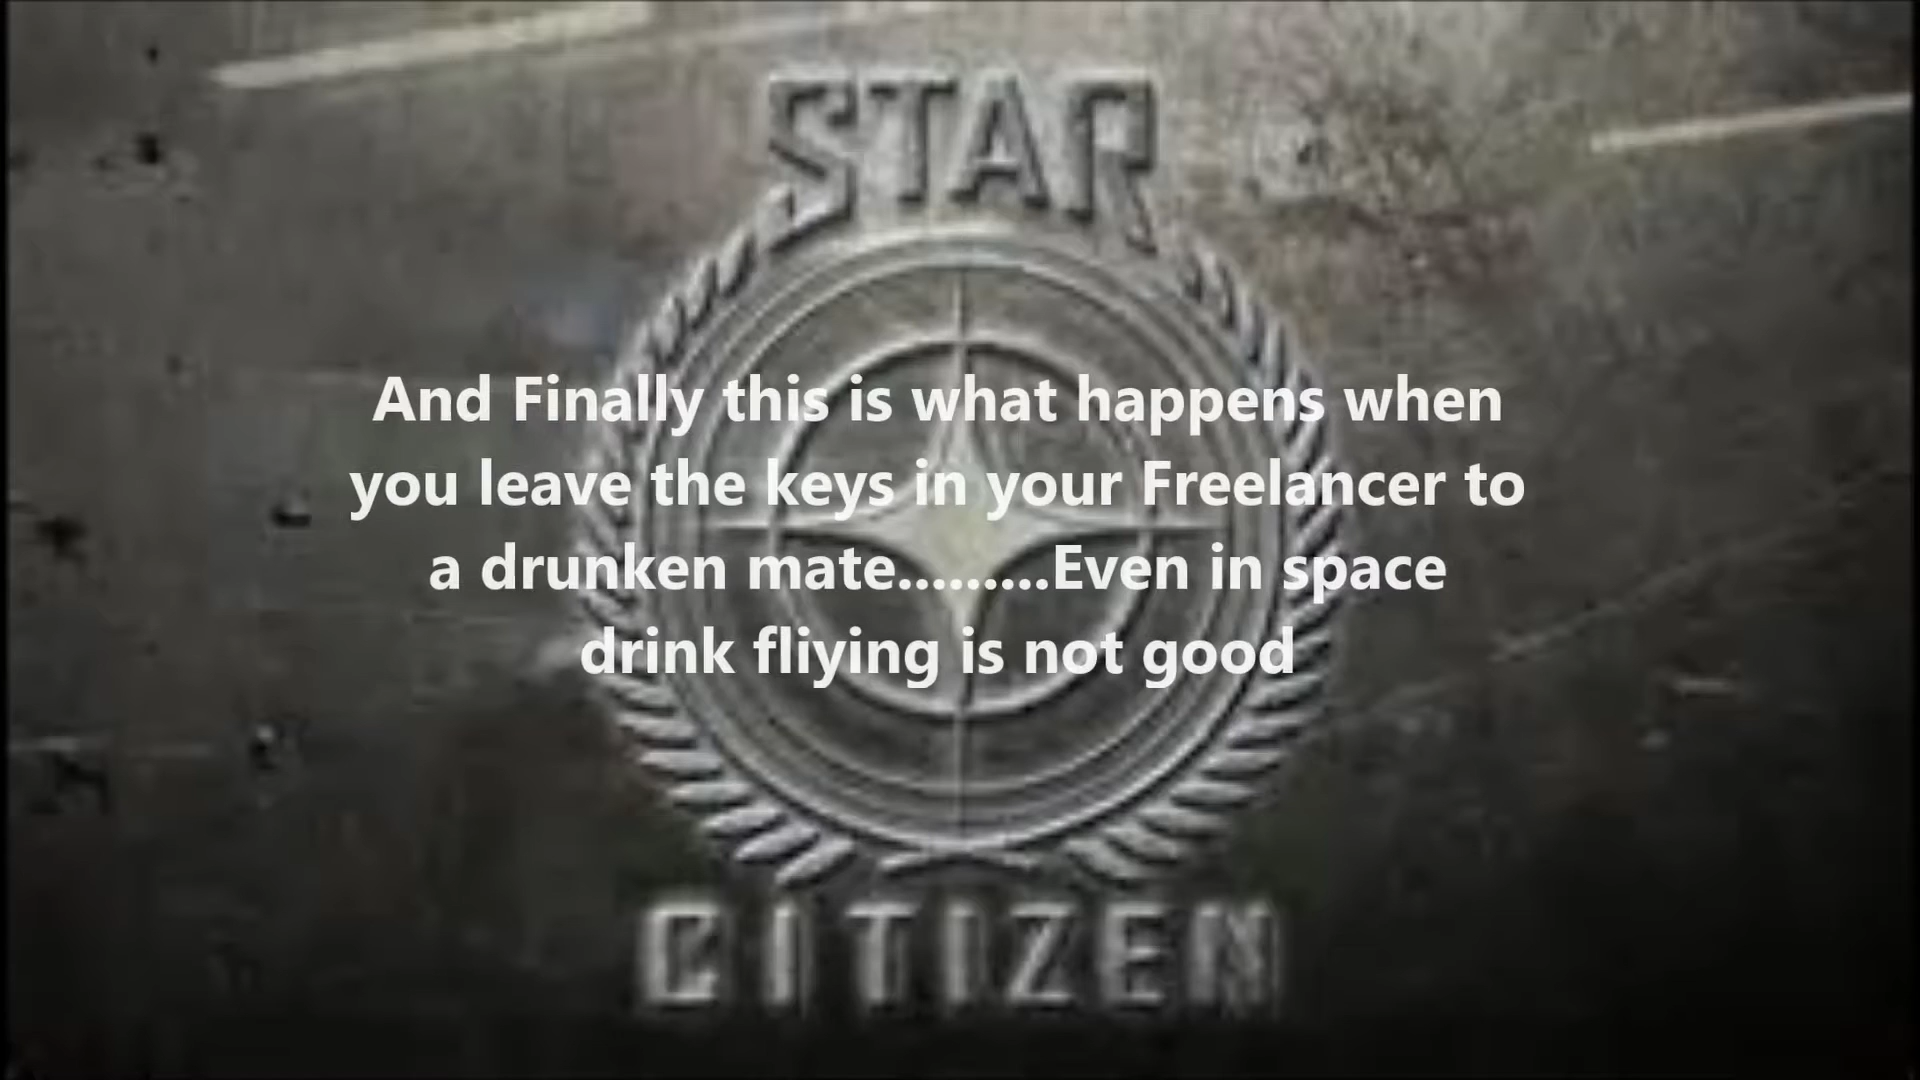 STAR
And Finally this is what happens when
you leave the keys in your Freelancer to
a drunken mate.........Even in space
drink fliying is not good
CITIZEN